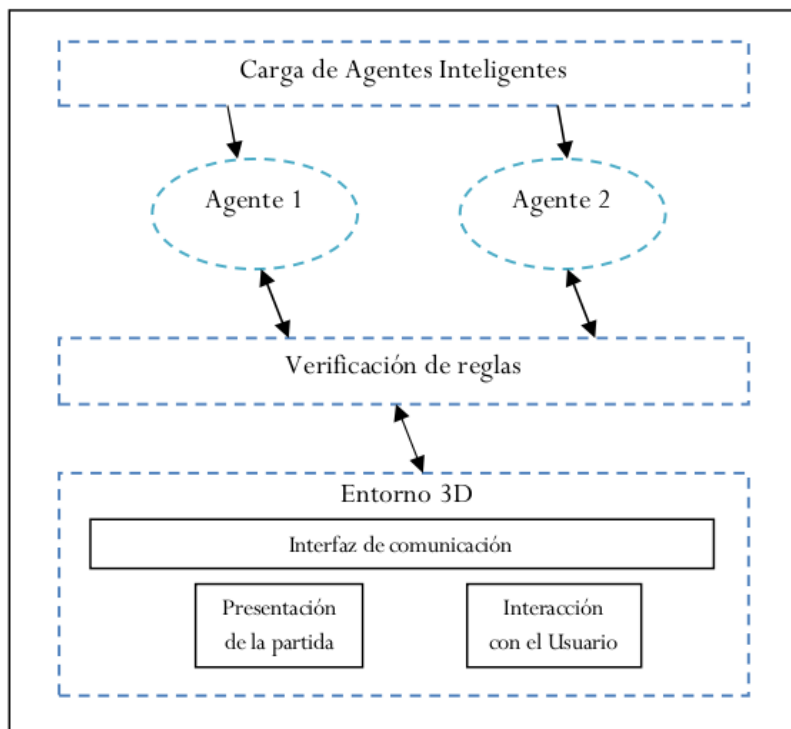 Carga de Agentes Inteligentes
Agente 1
Agente 2
Verificación de reglas
Entorno 3D
Interfaz de comunicación
Presentación
de la partida
Interacción
con el Usuario